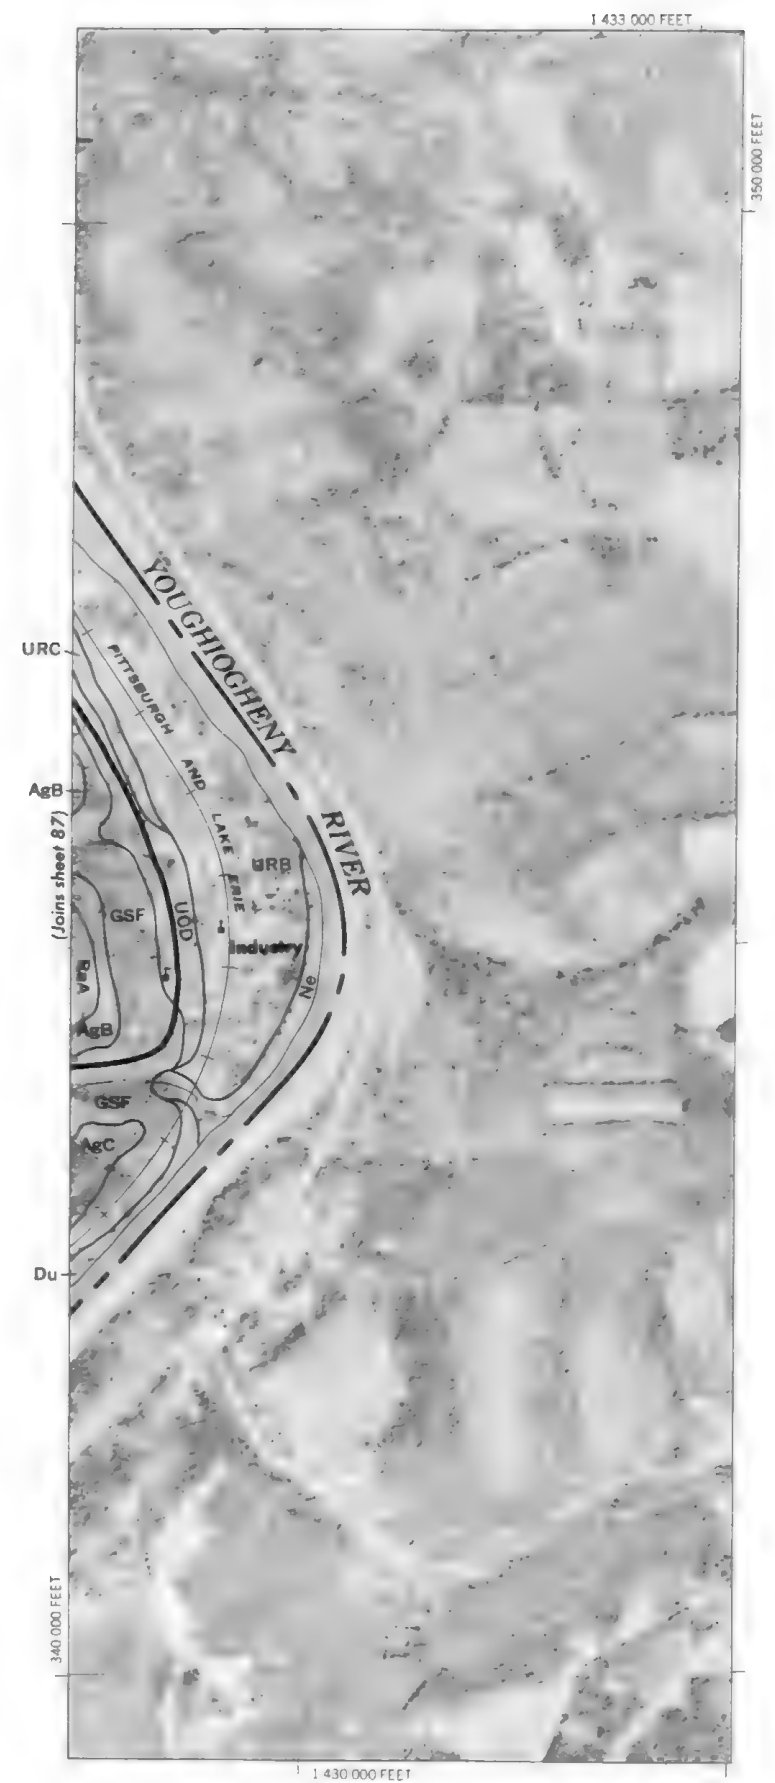 1 433 000 FEET
350 000 FEET
YOUGHIOGHENY RIVER
URC
PITTSBURGH AND LAKE ERIE
AgB
(Joins sheet 87)
URB
GSF
UOD
Industry
Ne
AgB
GSF
AgC
Du
340 000 FEET
1 430 000 FEET